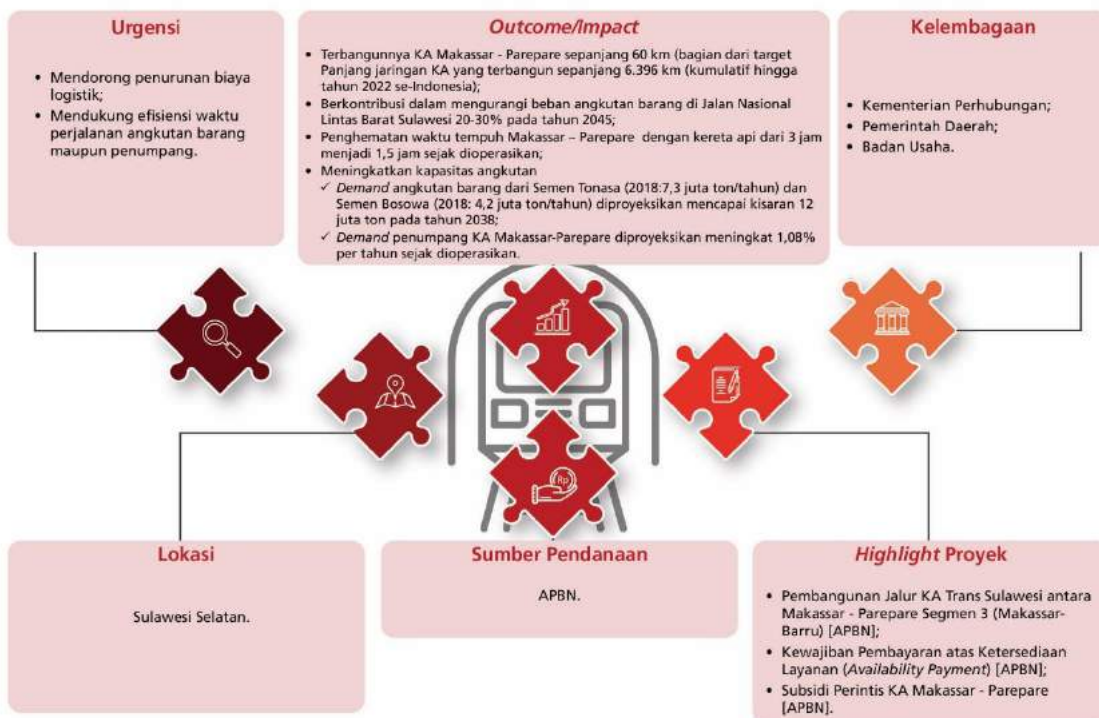 Urgensi
• Mendorong penurunan biaya
logistik;
• Mendukung efisiensi waktu
perjalanan angkutan barang
maupun penumpang.
Outcome/Impact
• Terbangunnya KA Makassar - Parepare sepanjang 60 km (bagian dari target
Panjang jaringan KA yang terbangun sepanjang 6.396 km (kumulatif hingga
tahun 2022 se-Indonesia);
• Berkontribusi dalam mengurangi beban angkutan barang di Jalan Nasional
Lintas Barat Sulawesi 20-30% pada tahun 2045;
• Penghematan waktu tempuh Makassar – Parepare dengan kereta api dari 3 jam
menjadi 1,5 jam sejak dioperasikan;
• Meningkatkan kapasitas angkutan
✓ Demand angkutan barang dari Semen Tonasa (2018:7,3 juta ton/tahun) dan
Semen Bosowa (2018: 4,2 juta ton/tahun) diproyeksikan mencapai kisaran 12
juta ton pada tahun 2038;
✓ Demand penumpang KA Makassar-Parepare diproyeksikan meningkat 1,08%
per tahun sejak dioperasikan.
Kelembagaan
• Kementerian Perhubungan;
• Pemerintah Daerah;
• Badan Usaha.
Rp
Lokasi
Sulawesi Selatan.
Sumber Pendanaan
APBN.
Highlight Proyek
• Pembangunan Jalur KA Trans Sulawesi antara
Makassar - Parepare Segmen 3 (Makassar-
Barru) [APBN];
• Kewajiban Pembayaran atas Ketersediaan
Layanan (Availability Payment) [APBN];
• Subsidi Perintis KA Makassar - Parepare
[APBN].